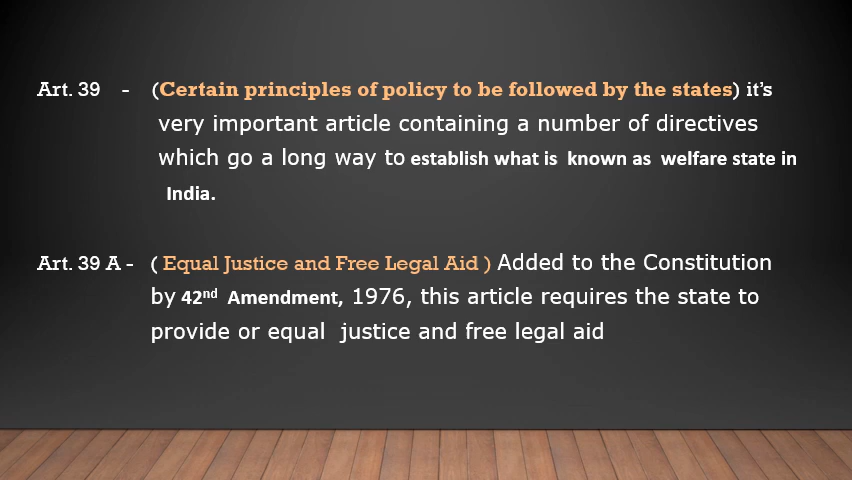 Art. 39 - (Certain principles of policy to be followed by the states) it's
very important article containing a number of directives
which go a long way to establish what is known as welfare state in
India.
Art. 39 A - ( Equal Justice and Free Legal Aid ) Added to the Constitution
by 42nd Amendment, 1976, this article requires the state to
provide or equal justice and free legal aid